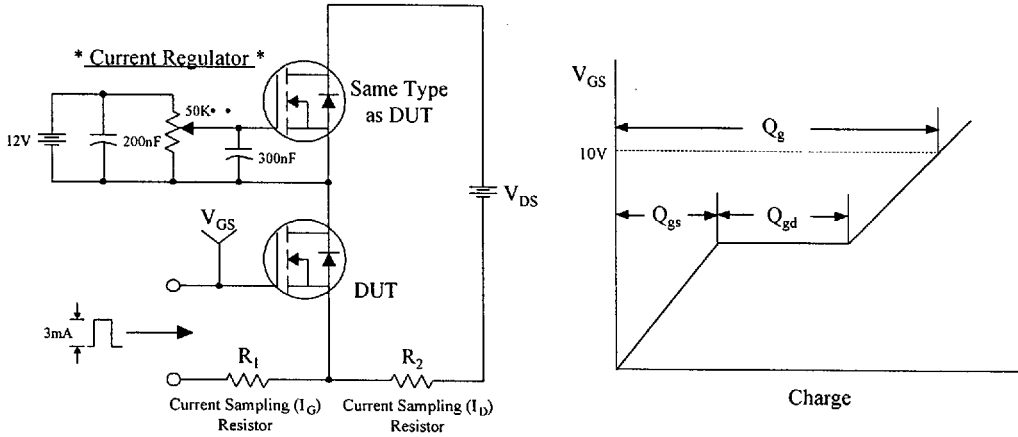 * Current Regulator *
12V
200nF
50K
300nF
Same Type
as DUT
V_DS
V_GS
DUT
3mA
R_1
R_2
Current Sampling (I_G)
Resistor
Current Sampling (I_D)
Resistor
V_GS
10V
Q_g
Q_gs
Q_gd
Charge